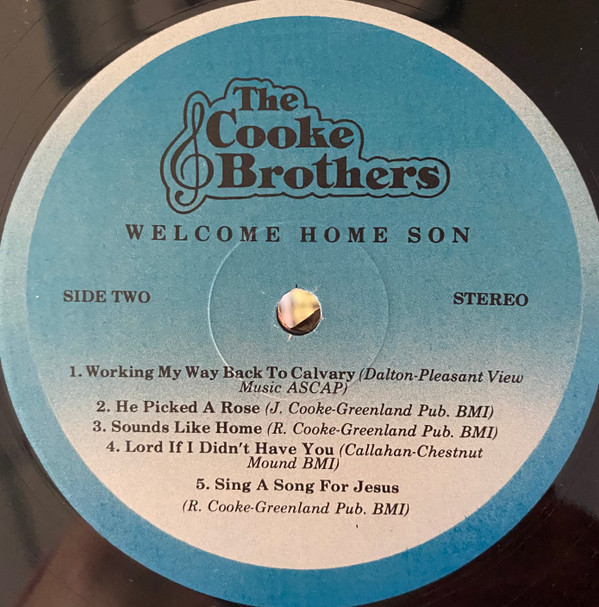 The
Cooke
Brothers
WELCOME HOME SON
SIDE TWO
STEREO
1. Working My Way Back To Calvary (Dalton-Pleasant View
Music ASCAP)
2. He Picked A Rose (J. Cooke-Greenland Pub. BMI)
3. Sounds Like Home (R. Cooke-Greenland Pub. BMI)
4. Lord If I Didn't Have You (Callahan-Chestnut
Mound BMI)
5. Sing A Song For Jesus
(R. Cooke-Greenland Pub. BMI)